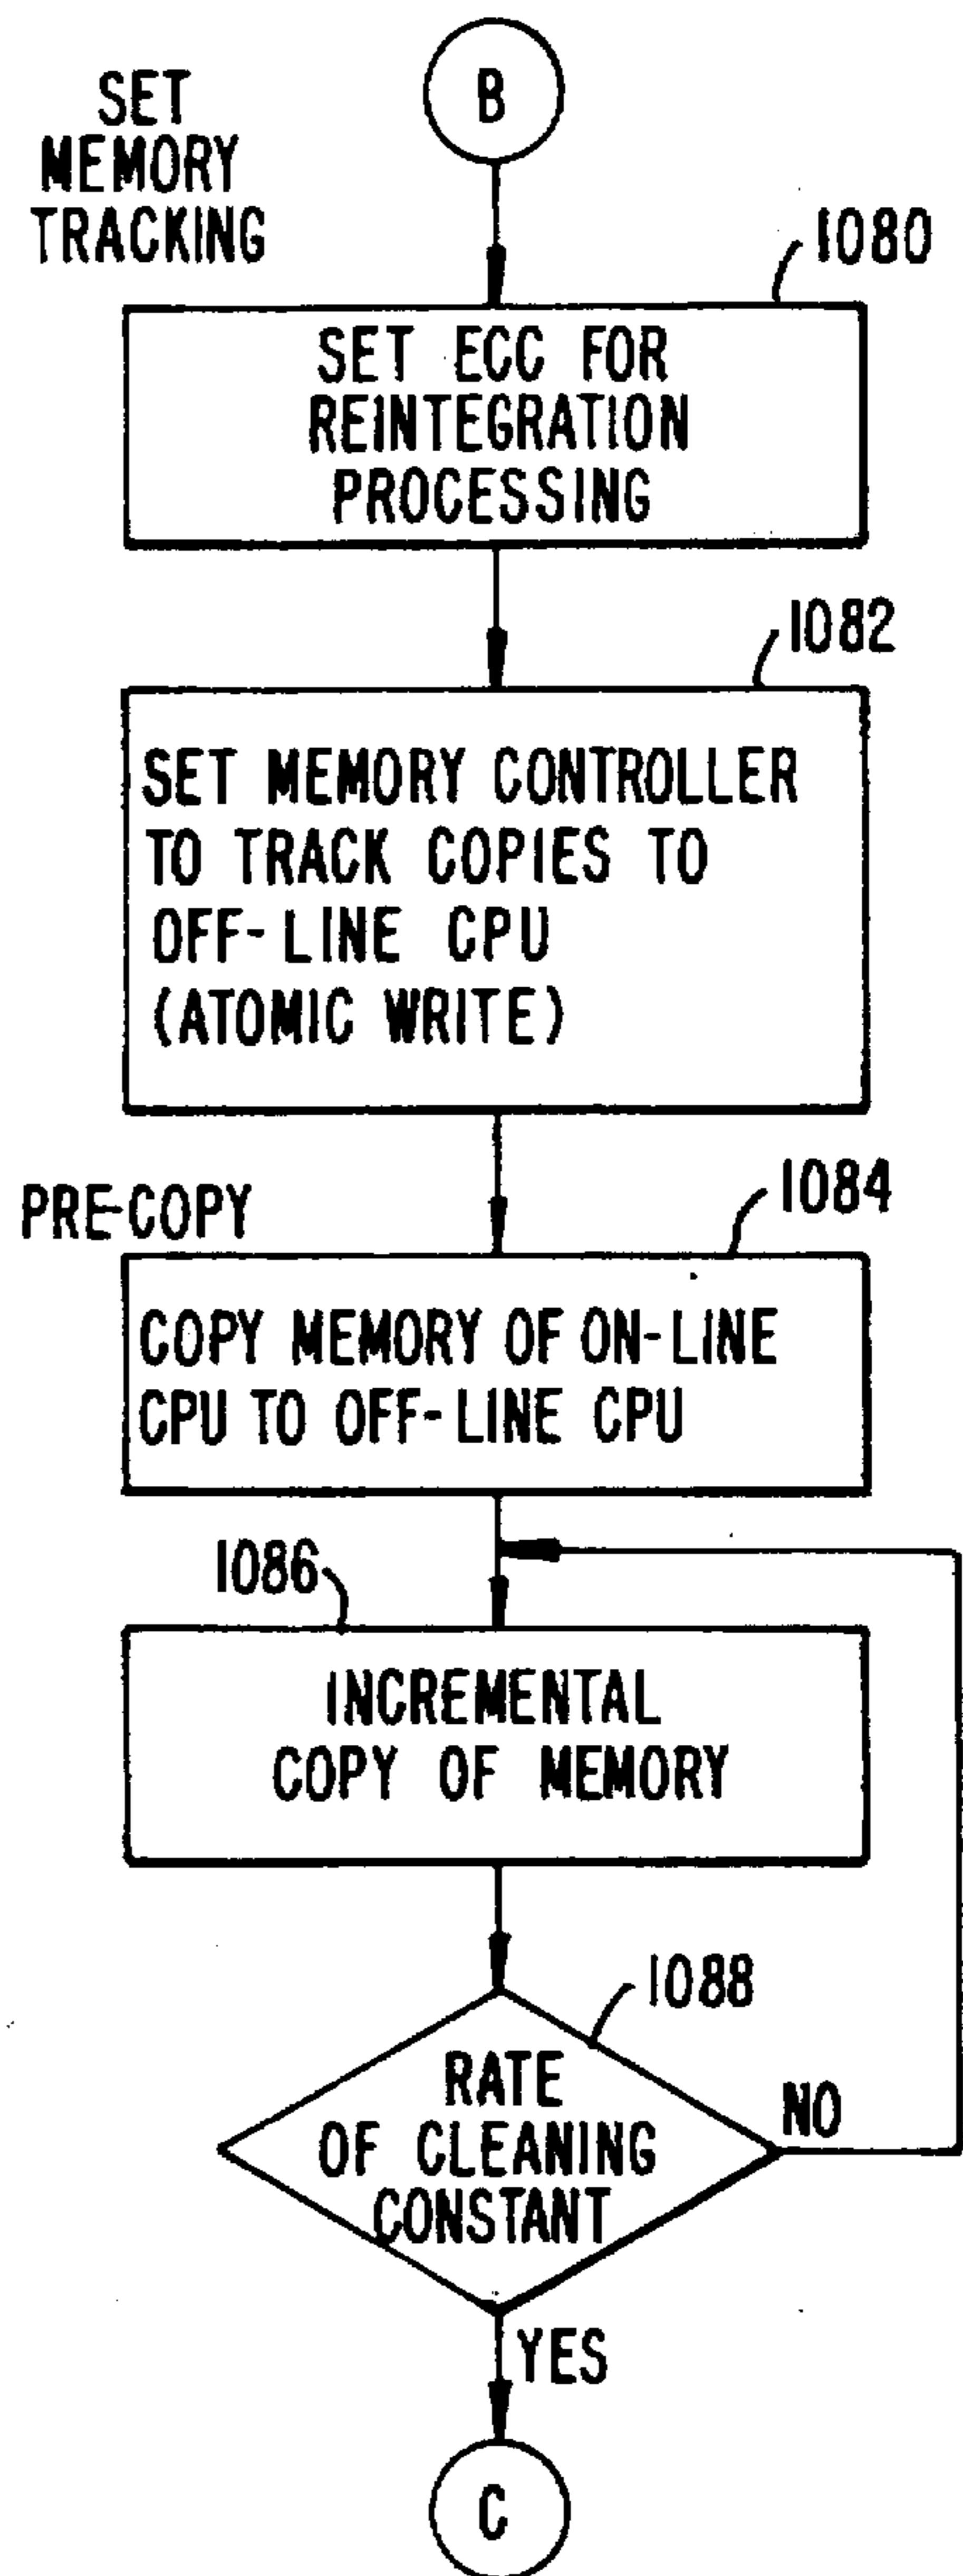 B
SET
MEMORY
TRACKING
1080
SET ECC FOR
REINTEGRATION
PROCESSING
1082
SET MEMORY CONTROLLER
TO TRACK COPIES TO
OFF-LINE CPU
(ATOMIC WRITE)
PRE-COPY
1084
COPY MEMORY OF ON-LINE
CPU TO OFF-LINE CPU
1086
INCREMENTAL
COPY OF MEMORY
1088
RATE
OF CLEANING
CONSTANT
NO
YES
C